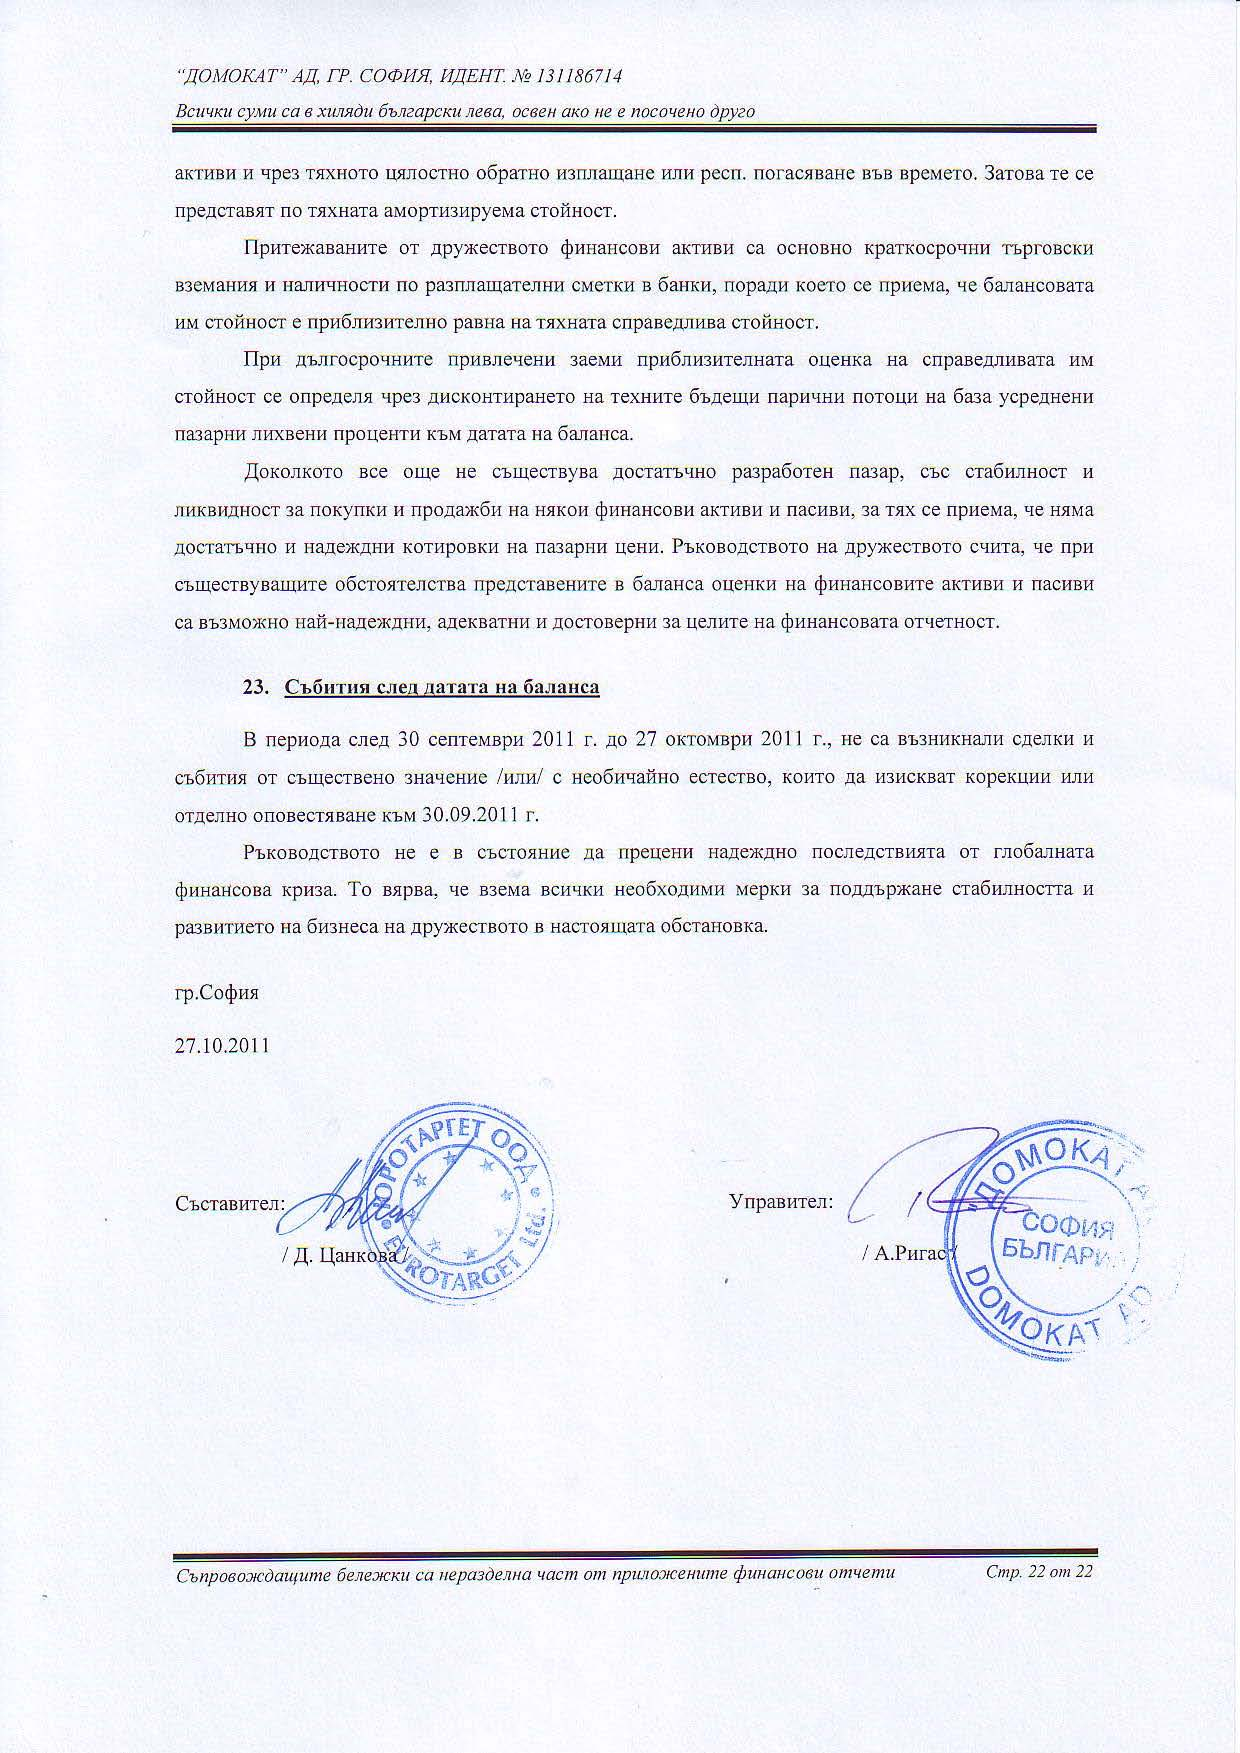 “ДОМОКАТ” АД, ГР. СОФИЯ, ИДЕНТ. № 131186714
Всички суми са в хиляди български лева, освен ако не е посочено друго
активи и чрез тяхното цялостно обратно изплащане или респ. погасяване във времето. Затова те се
представят по тяхната амортизируема стойност.
Притежаваните от дружеството финансови активи са основно краткосрочни търговски
вземания и наличности по разплащателни сметки в банки, поради което се приема, че балансовата
им стойност е приблизително равна на тяхната справедлива стойност.
При дългосрочните привлечени заеми приблизителната оценка на справедливата им
стойност се определя чрез дисконтирането на техните бъдещи парични потоци на база усреднени
пазарни лихвени проценти към датата на баланса.
Доколкото все още не съществува достатъчно разработен пазар, със стабилност и
ликвидност за покупки и продажби на някои финансови активи и пасиви, за тях се приема, че няма
достатъчно и надеждни котировки на пазарни цени. Ръководството на дружеството счита, че при
съществуващите обстоятелства представените в баланса оценки на финансовите активи и пасиви
са възможно най-надеждни, адекватни и достоверни за целите на финансовата отчетност.
23. Събития след датата на баланса
В периода след 30 септември 2011 г. до 27 октомври 2011 г., не са възникнали сделки и
събития от съществено значение /или/ с необичайно естество, които да изискват корекции или
отделно оповестяване към 30.09.2011 г.
Ръководството не е в състояние да прецени надеждно последствията от глобалната
финансова криза. То вярва, че взема всички необходими мерки за поддържане стабилността и
развитието на бизнеса на дружеството в настоящата обстановка.
гр.София
27.10.2011
Съставител:
/ Д. Цанкова /
ЮРОТАРГЕТ ООД
EUROTARGET Ltd.
Управител:
/ А.Ригас /
"ДОМОКАТ АД
СОФИЯ
БЪЛГАРИЯ
DOMOKAT AD
Съпровождащите бележки са неразделна част от приложените финансови отчети
Стр. 22 от 22